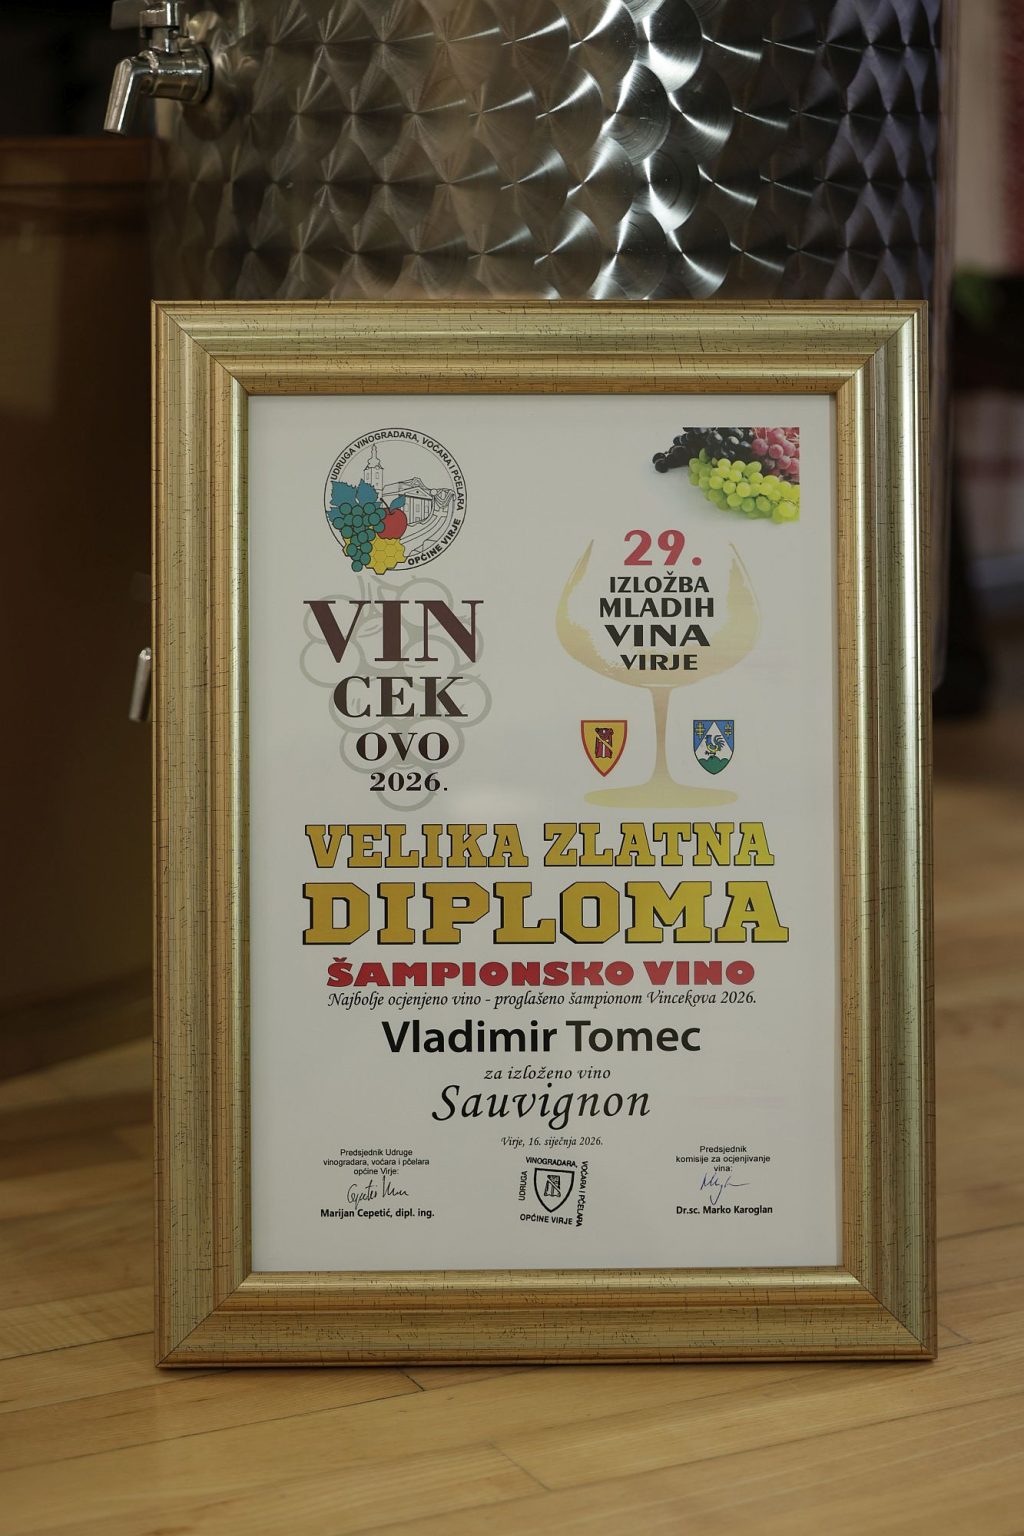 UDRUGA VINOGRADARA, VOĆARA I PČELARA
OPĆINE VIRJE
VIN
CEK
OVO
2026.
29.
IZLOŽBA
MLADIH
VINA
VIRJE
VELIKA ZLATNA
DIPLOMA
ŠAMPIONSKO VINO
Najbolje ocjenjeno vino - proglašeno šampionom Vincekova 2026.
Vladimir Tomec
za izloženo vino
Sauvignon
Virje, 16. siječnja 2026.
Predsjednik Udruge
vinogradara, voćara i pčelara
općine Virje:
Marijan Cepetić, dipl. ing.
UDRUGA
VINOGRADARA,
VOĆARA I PČELARA
OPĆINE VIRJE
Predsjednik
komisije za ocjenjivanje
vina:
Dr.sc. Marko Karoglan